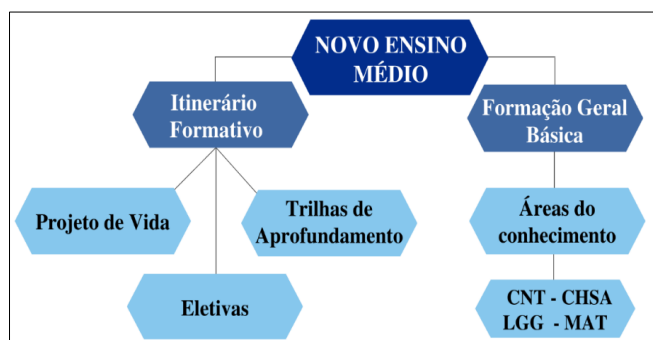 NOVO ENSINO
MÉDIO
Itinerário
Formativo
Formação Geral
Básica
Projeto de Vida
Trilhas de
Aprofundamento
Eletivas
Áreas do
conhecimento
CNT - CHSA
LGG - MAT